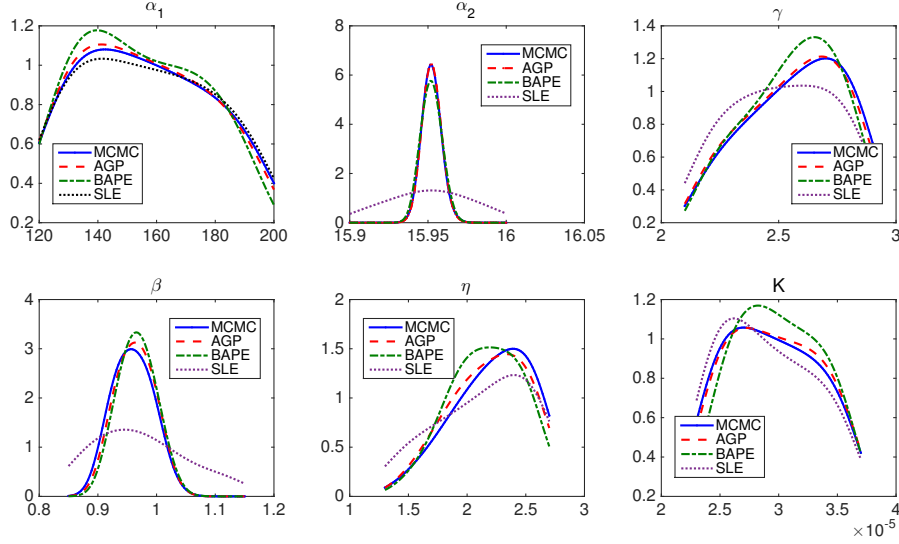 α1
1.2
1
0.8
0.6
0.4
0.2
120 140 160 180 200
MCMC
AGP
BAPE
SLE
α2
8
6
4
2
0
15.9 15.95 16 16.05
MCMC
AGP
BAPE
SLE
γ
1.4
1.2
1
0.8
0.6
0.4
0.2
2 2.5 3
MCMC
AGP
BAPE
SLE
β
4
3
2
1
0
0.8 0.9 1 1.1 1.2
MCMC
AGP
BAPE
SLE
η
2
1.5
1
0.5
0
1 1.5 2 2.5 3
MCMC
AGP
BAPE
SLE
K
1.2
1
0.8
0.6
0.4
0.2
2 2.5 3 3.5 4
×10^-5
MCMC
AGP
BAPE
SLE